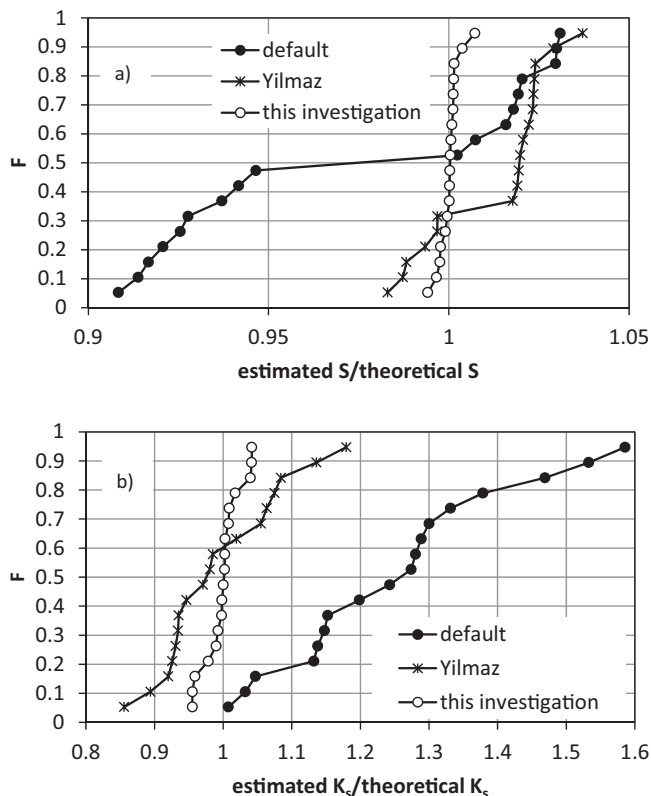 1
0.9
0.8
0.7
0.6
0.5
0.4
0.3
0.2
0.1
0
F
a)
default
Yilmaz
this investigation
0.9 0.95 1 1.05
estimated S/theoretical S
1
0.9
0.8
0.7
0.6
0.5
0.4
0.3
0.2
0.1
0
F
b)
default
Yilmaz
this investigation
0.8 0.9 1 1.1 1.2 1.3 1.4 1.5 1.6
estimated Ks/theoretical Ks